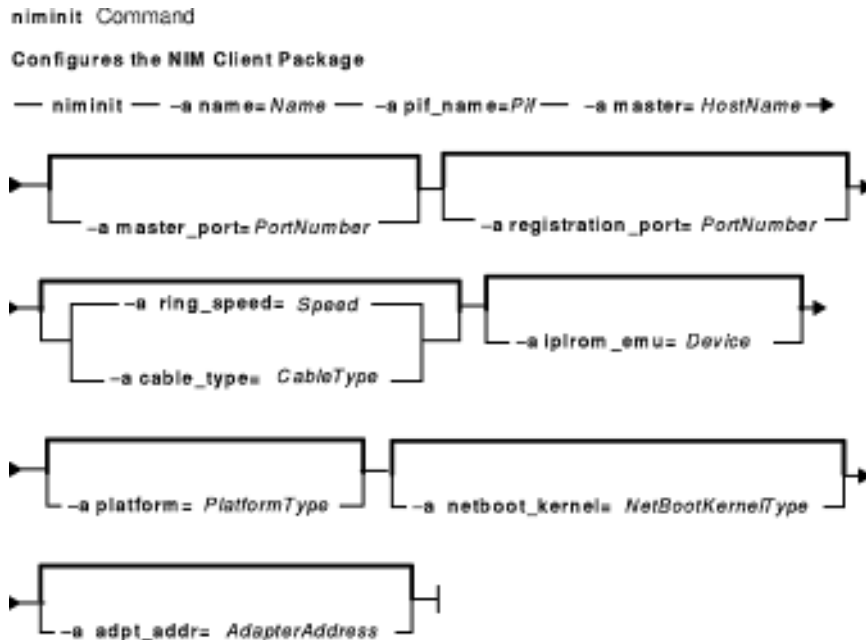 niminit Command
Configures the NIM Client Package
niminit -a name= Name -a pif_name=Pif -a master= HostName
-a master_port= PortNumber -a registration_port= PortNumber
-a ring_speed= Speed
-a iplrom_emu= Device
-a cable_type= CableType
-a platform= PlatformType -a netboot_kernel= NetBootKernelType
-a adpt_addr= AdapterAddress